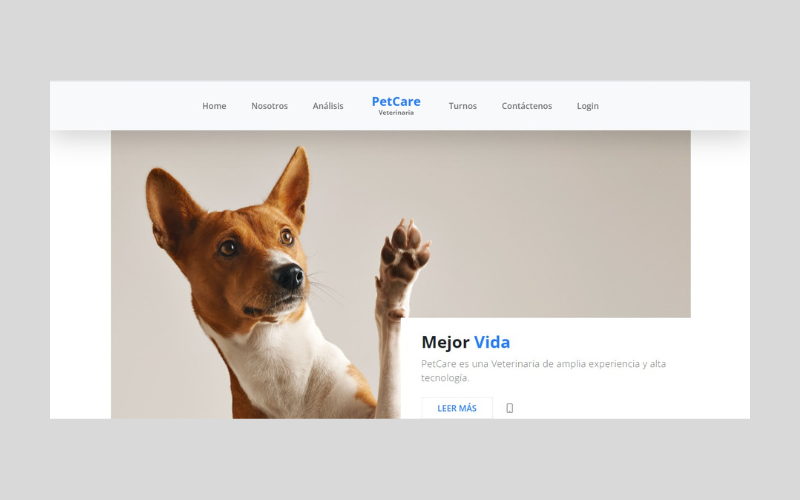 Home
Nosotros
Análisis
PetCare
Veterinaria
Turnos
Contáctenos
Login
Mejor Vida
PetCare es una Veterinaria de amplia experiencia y alta
tecnología.
LEER MÁS